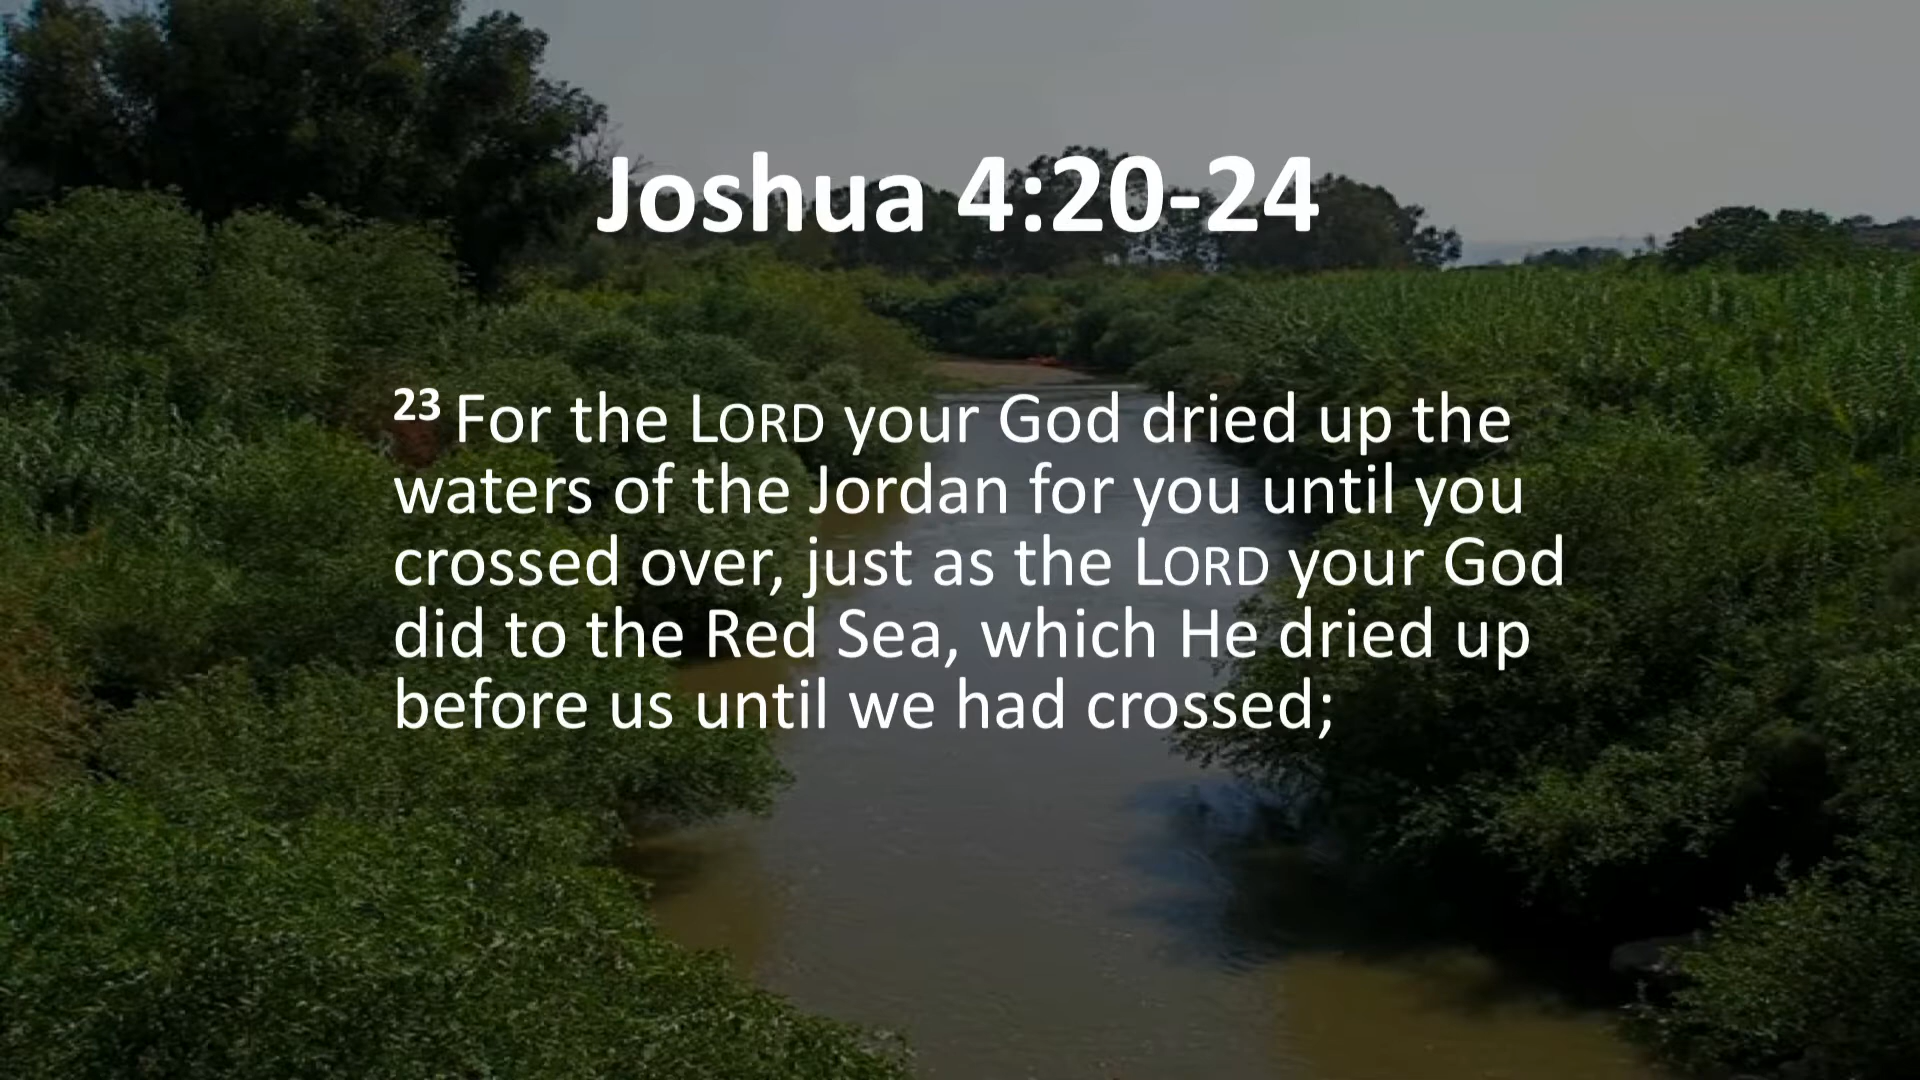 Joshua 4:20-24
23 For the LORD your God dried up the
waters of the Jordan for you until you
crossed over, just as the LORD your God
did to the Red Sea, which He dried up
before us until we had crossed;